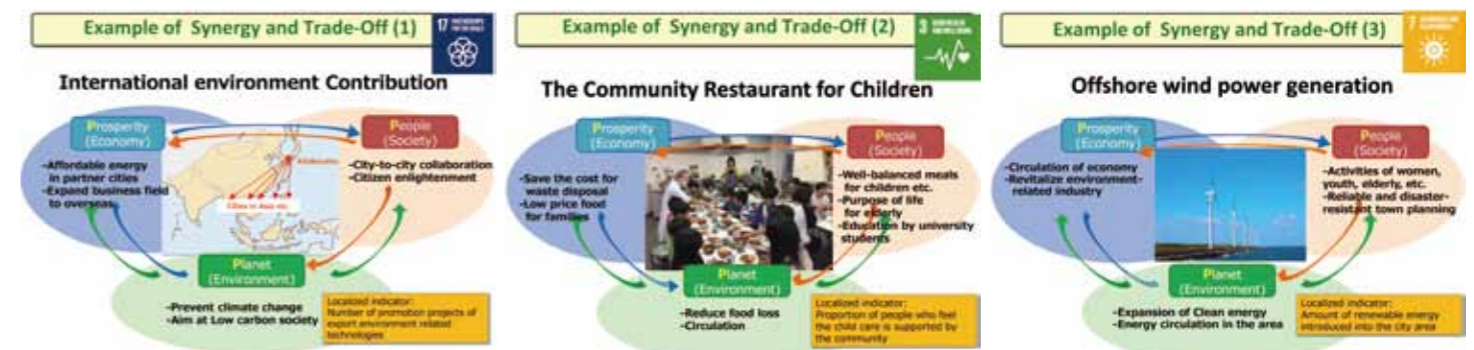 Example of Synergy and Trade-Off (1)
17
International environment Contribution
Prosperity
(Economy)
People
(Society)
-Affordable energy
in partner cities
-Expand business field
to overseas
-City-to-city collaboration
-Citizen enlightenment
Cities in Asia etc.
Planet
(Environment)
-Prevent climate change
-Aim at Low carbon society
Localized indicator:
Number of promotion projects of
export environment related
technologies
Example of Synergy and Trade-Off (2)
3
The Community Restaurant for Children
Prosperity
(Economy)
People
(Society)
-Save the cost for
waste disposal
-Low price food
for families
-Well-balanced meals
for children etc.
-Purpose of life
for elderly
-Education by university
students
Planet
(Environment)
-Reduce food loss
-Circulation
Localized indicator:
Proportion of people who feel
the child care is supported by
the community
Example of Synergy and Trade-Off (3)
7
Offshore wind power generation
Prosperity
(Economy)
People
(Society)
-Circulation of economy
-Revitalize environment-
related industry
-Activities of women,
youth, elderly, etc.
-Reliable and disaster-
resistant town planning
Planet
(Environment)
-Expansion of Clean energy
-Energy circulation in the area
Localized indicator:
Amount of renewable energy
introduced into the city area